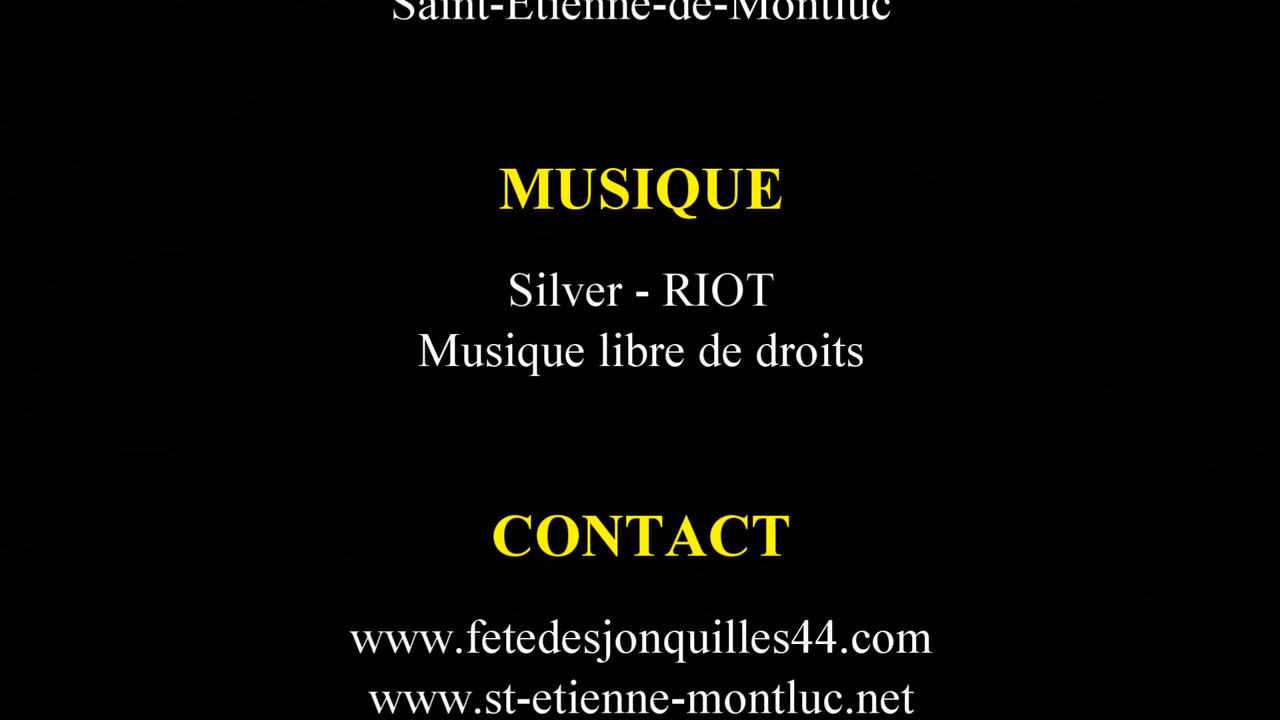 Saint-Etienne-de-Montluc
MUSIQUE
Silver - RIOT
Musique libre de droits
CONTACT
www.fetedesjonquilles44.com
www.st-etienne-montluc.net